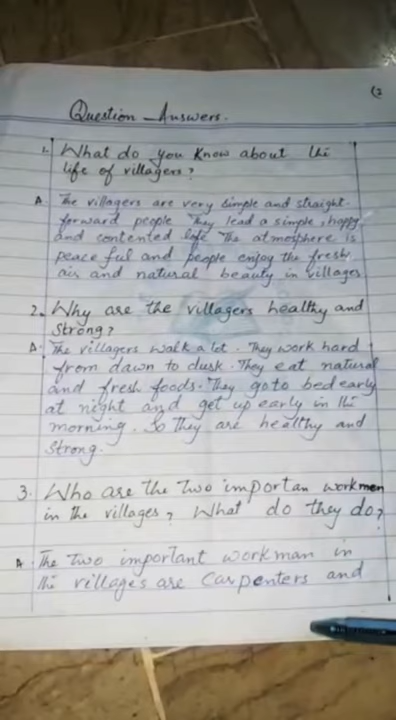 Question Answers.
1. What do you know about the
life of villagers?
A. The villagers are very simple and straight-
forward people They lead a simple, happy
and contented life The atmosphere is
peaceful and people enjoy the fresh
air and natural beauty in villages
2. Why are the villagers healthy and
Strong?
A. The villagers walk a lot. They work hard
from dawn to dusk. They eat natural
and fresh foods. They go to bed early
at night and get up early in the
morning. So They are healthy and
Strong.
3. Who are the two importan workmen
in the villages? What do they do?
A. The two important workman in
the villages are Carpenters and